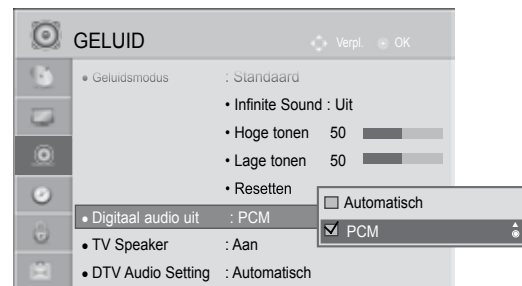 GELUID
Verpl. OK
• Geluidsmodus : Standaard
• Infinite Sound : Uit
• Hoge tonen 50
• Lage tonen 50
• Resetten
• Digitaal audio uit : PCM
Automatisch
PCM
• TV Speaker : Aan
• DTV Audio Setting : Automatisch